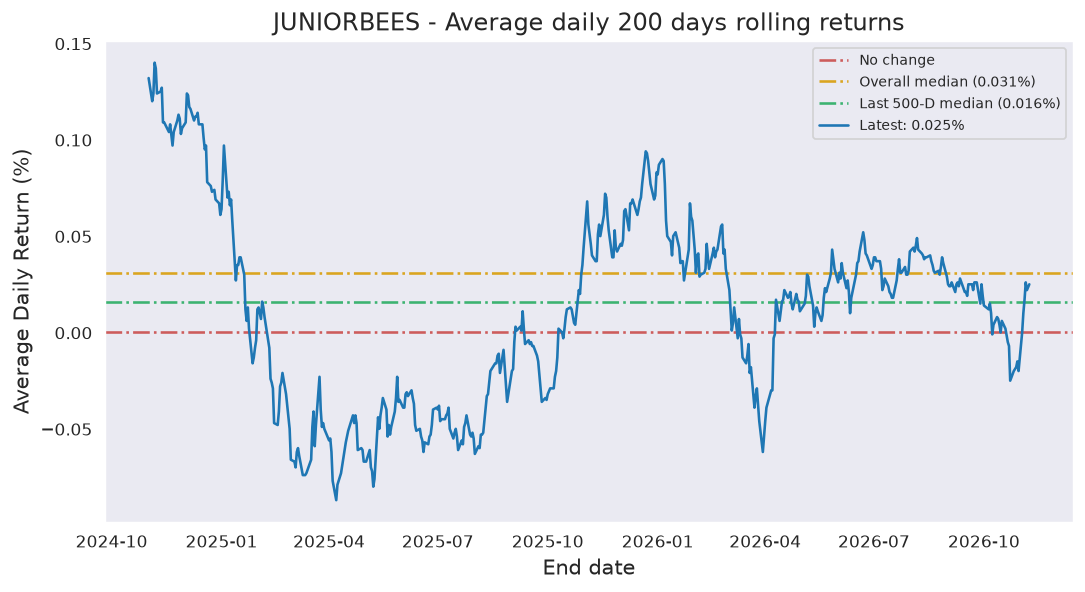 JUNIORBEES - Average daily 200 days rolling returns
Average Daily Return (%)
0.15
0.10
0.05
0.00
−0.05
No change
Overall median (0.031%)
Last 500-D median (0.016%)
Latest: 0.025%
2024-10 2025-01 2025-04 2025-07 2025-10 2026-01 2026-04 2026-07 2026-10
End date